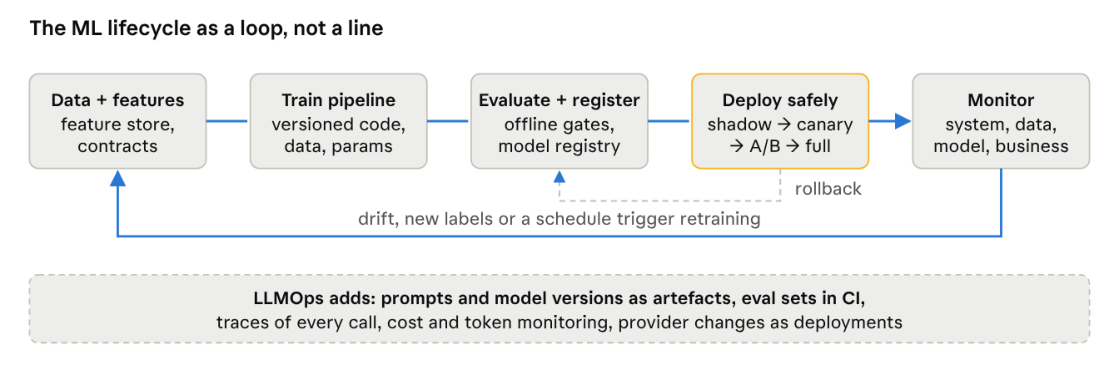 The ML lifecycle as a loop, not a line
Data + features
feature store,
contracts
Train pipeline
versioned code,
data, params
Evaluate + register
offline gates,
model registry
Deploy safely
shadow → canary
→ A/B → full
Monitor
system, data,
model, business
rollback
drift, new labels or a schedule trigger retraining
LLMOps adds: prompts and model versions as artefacts, eval sets in CI,
traces of every call, cost and token monitoring, provider changes as deployments